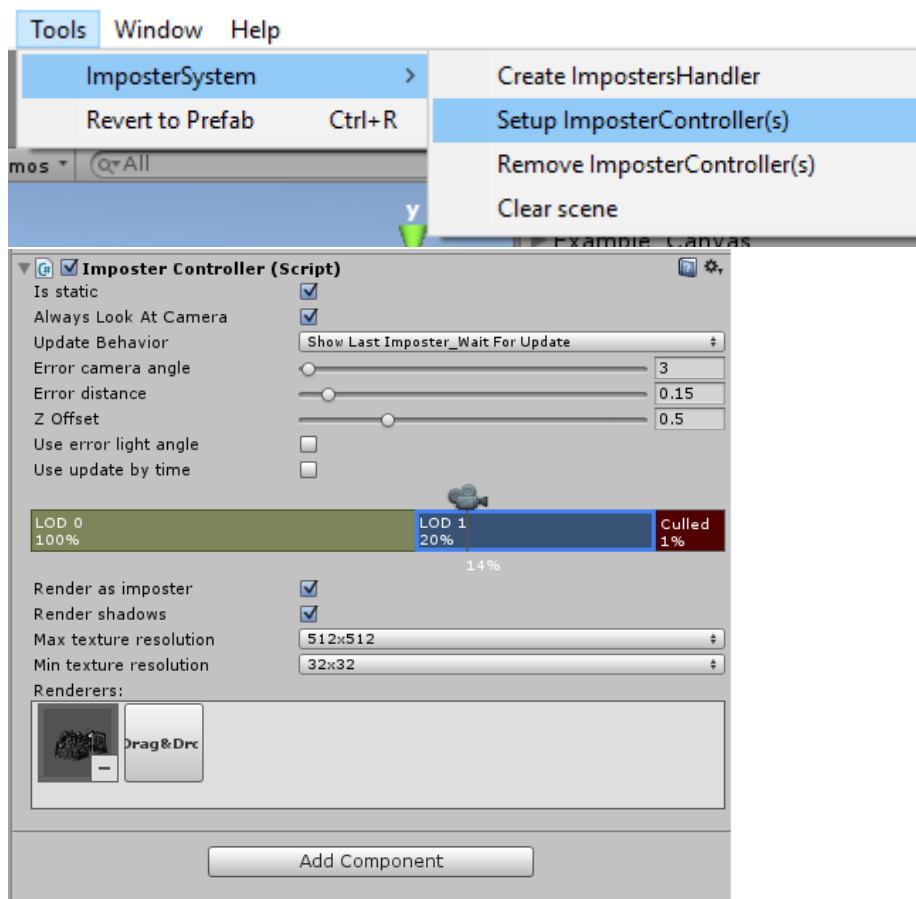 Tools Window Help
ImposterSystem >
Revert to Prefab Ctrl+R
Create ImpostersHandler
Setup ImposterController(s)
Remove ImposterController(s)
Clear scene
mos All
y
Example_Canvas
Imposter Controller (Script)
Is static
Always Look At Camera
Update Behavior Show Last Imposter_Wait For Update
Error camera angle 3
Error distance 0.15
Z Offset 0.5
Use error light angle
Use update by time
LOD 0 LOD 1 Culled
100% 20% 1%
14%
Render as imposter
Render shadows
Max texture resolution 512x512
Min texture resolution 32x32
Renderers:
Drag&Drc
Add Component